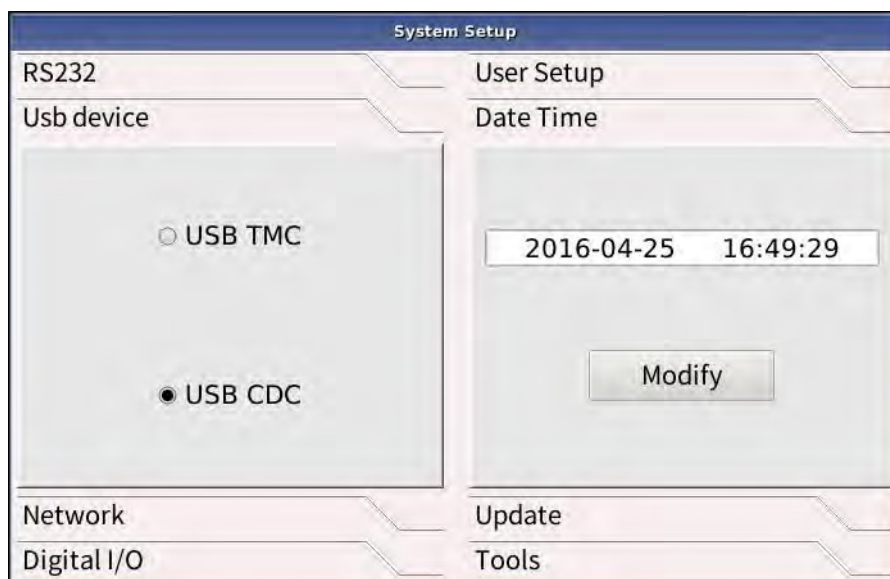 System Setup
RS232
Usb device
USB TMC
USB CDC
Network
Digital I/O
User Setup
Date Time
2016-04-25 16:49:29
Modify
Update
Tools